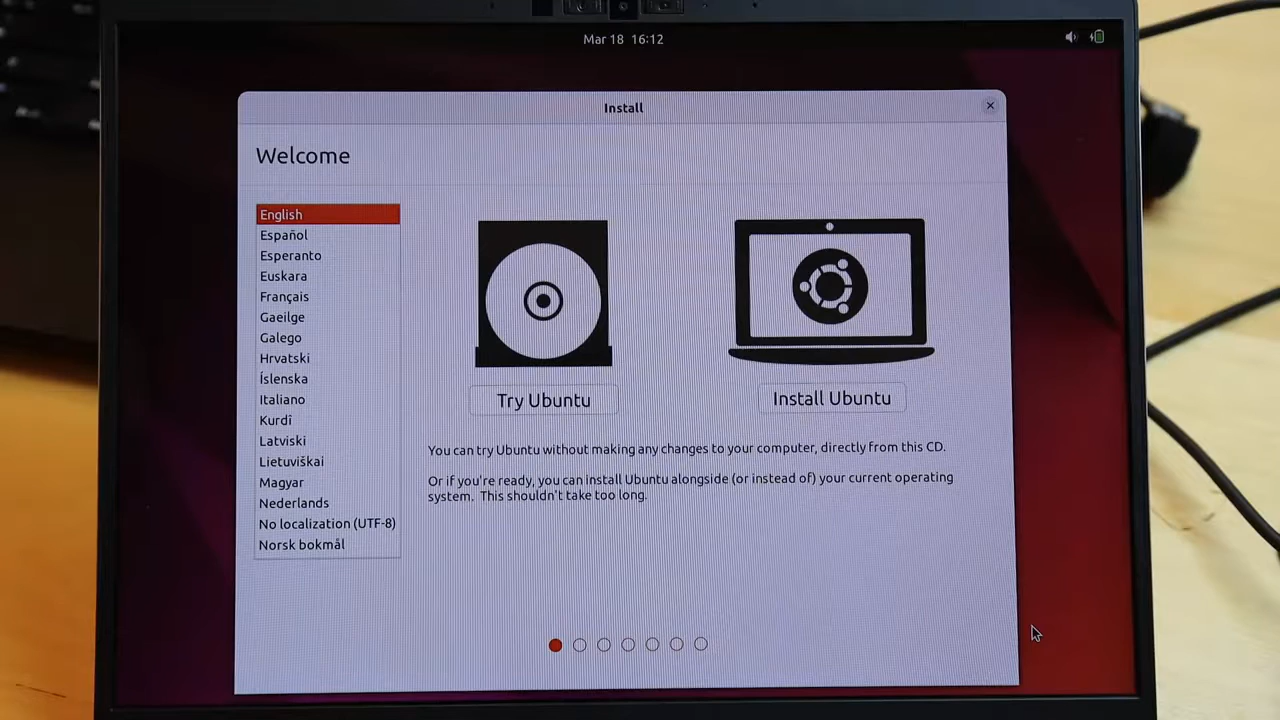 Mar 18 16:12
Install
Welcome
English
Español
Esperanto
Euskara
Français
Gaeilge
Galego
Hrvatski
Íslenska
Italiano
Kurdî
Latviski
Lietuviškai
Magyar
Nederlands
No localization (UTF-8)
Norsk bokmål
Try Ubuntu
Install Ubuntu
You can try Ubuntu without making any changes to your computer, directly from this CD.
Or if you're ready, you can install Ubuntu alongside (or instead of) your current operating
system. This shouldn't take too long.